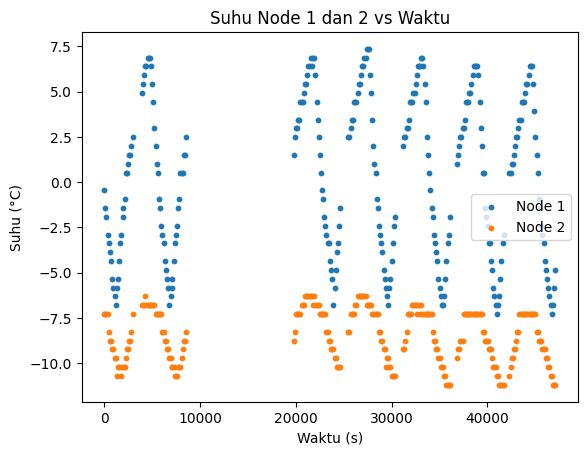 Suhu Node 1 dan 2 vs Waktu
Suhu (°C)
7.5
5.0
2.5
0.0
−2.5
−5.0
−7.5
−10.0
Node 1
Node 2
0
10000
20000
30000
40000
Waktu (s)